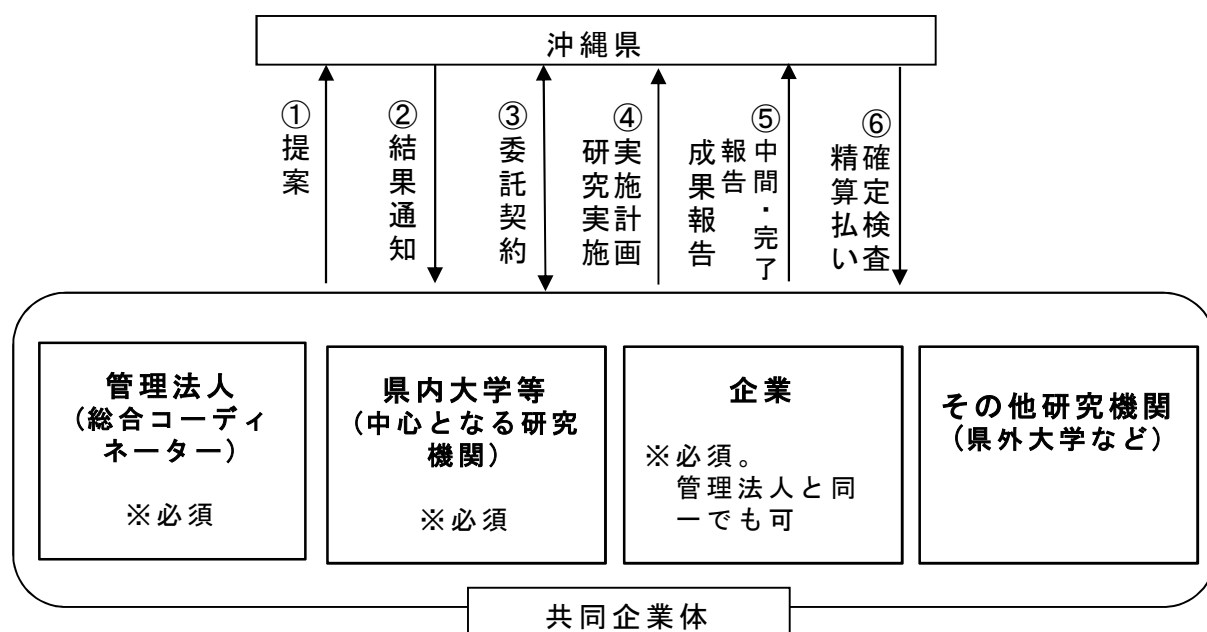 沖縄県
①提案
②結果通知
③委託契約
④実施計画
研究実施
⑤中間・完了
報告
成果報告
⑥確定検査
精算払い
管理法人
(総合コーディ
ネーター)
※必須
県内大学等
(中心となる研究
機関)
※必須
企業
※必須。
管理法人と同
一でも可
その他研究機関
(県外大学など)
共同企業体